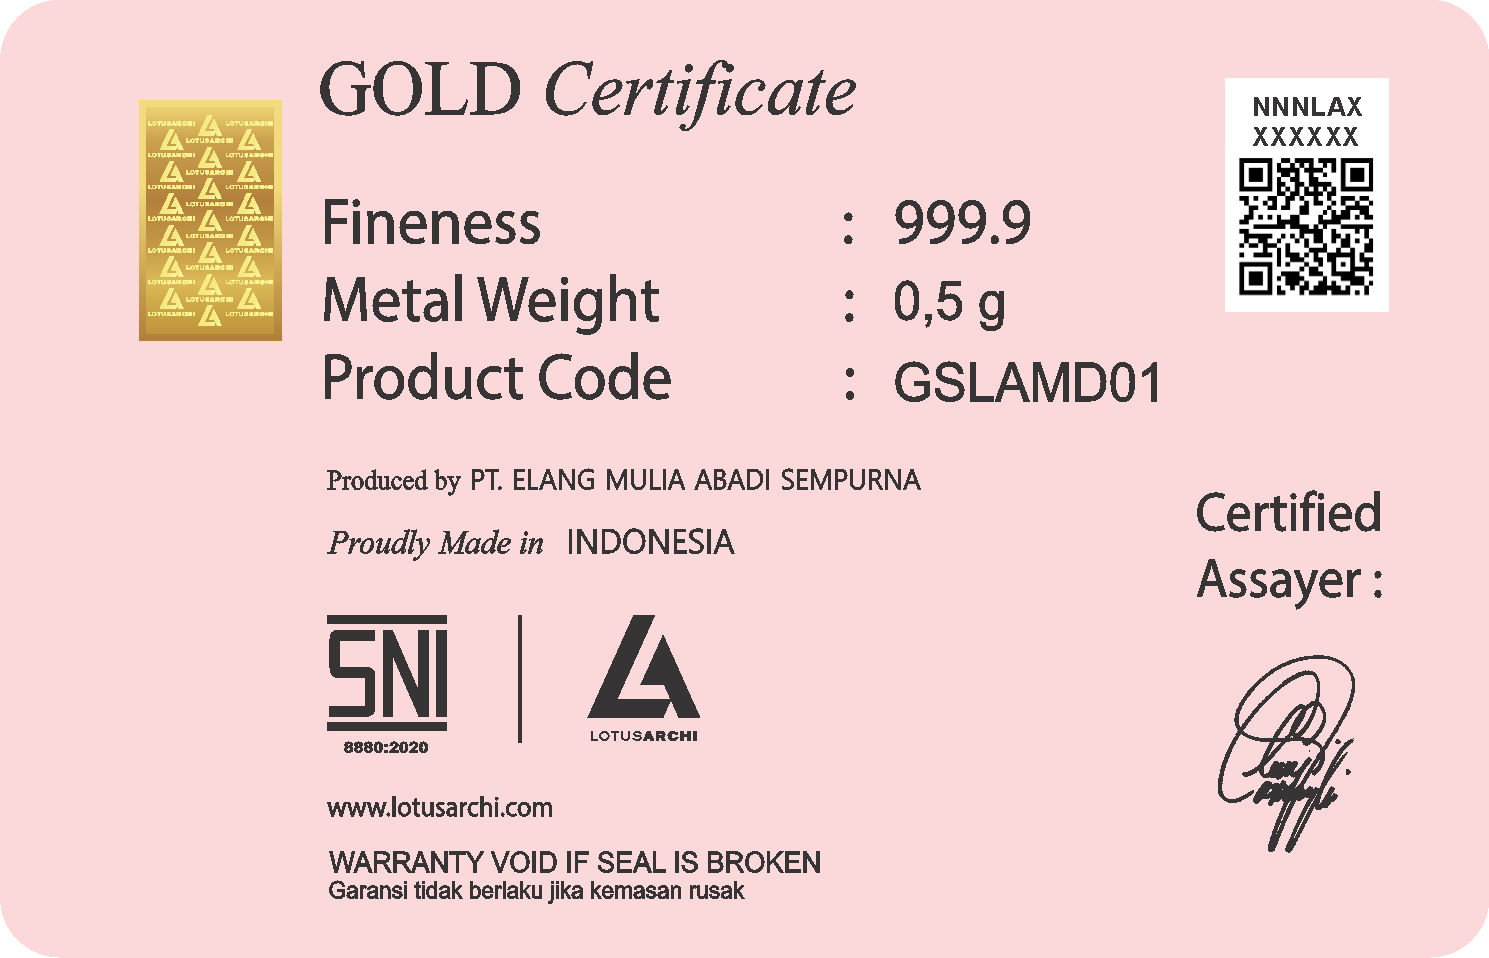 GOLD Certificate
NNNLAX
XXXXXX
Fineness : 999.9
Metal Weight : 0,5 g
Product Code : GSLAMD01
Produced by PT. ELANG MULIA ABADI SEMPURNA
Proudly Made in INDONESIA
Certified
Assayer :
SNI
8880:2020
LOTUSARCHI
www.lotusarchi.com
WARRANTY VOID IF SEAL IS BROKEN
Garansi tidak berlaku jika kemasan rusak